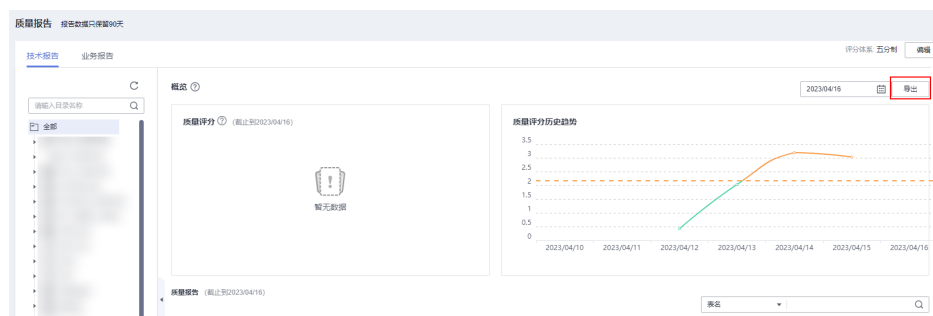 质量报告 报告数据只保留90天
技术报告 业务报告 评分体系: 五分制 编辑
概览 ? 2023/04/16 导出
请输入目录名称
全部
质量评分 ? (截止到2023/04/16)
暂无数据
质量评分历史趋势
3.5
3
2.5
2
1.5
1
0.5
0
2023/04/10 2023/04/11 2023/04/12 2023/04/13 2023/04/14 2023/04/15 2023/04/16
质量报告 (截止到2023/04/16)
表名